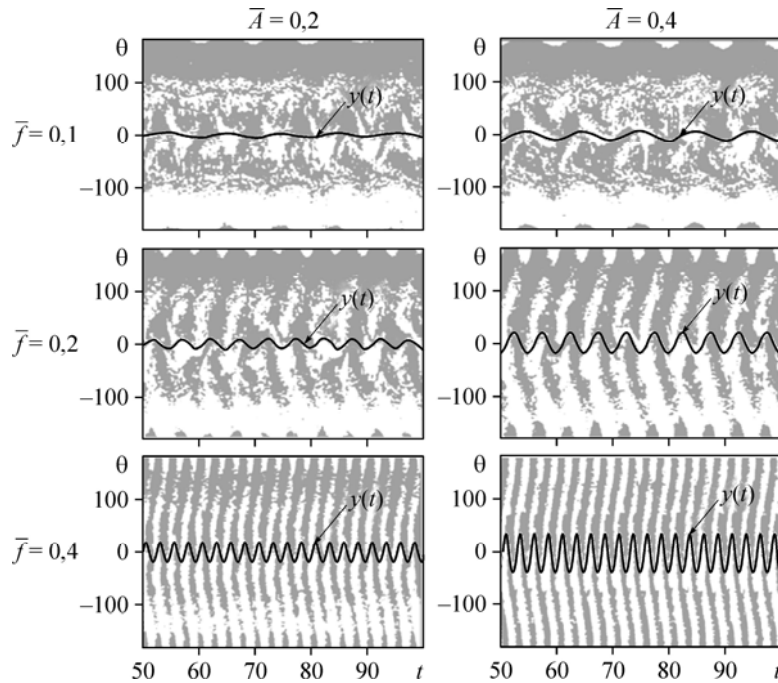 A̅ = 0,2
A̅ = 0,4
θ
100
0
–100
y(t)
θ
100
0
–100
y(t)
f̅ = 0,1
θ
100
0
–100
y(t)
θ
100
0
–100
y(t)
f̅ = 0,2
θ
100
0
–100
y(t)
θ
100
0
–100
y(t)
f̅ = 0,4
50 60 70 80 90 t
50 60 70 80 90 t